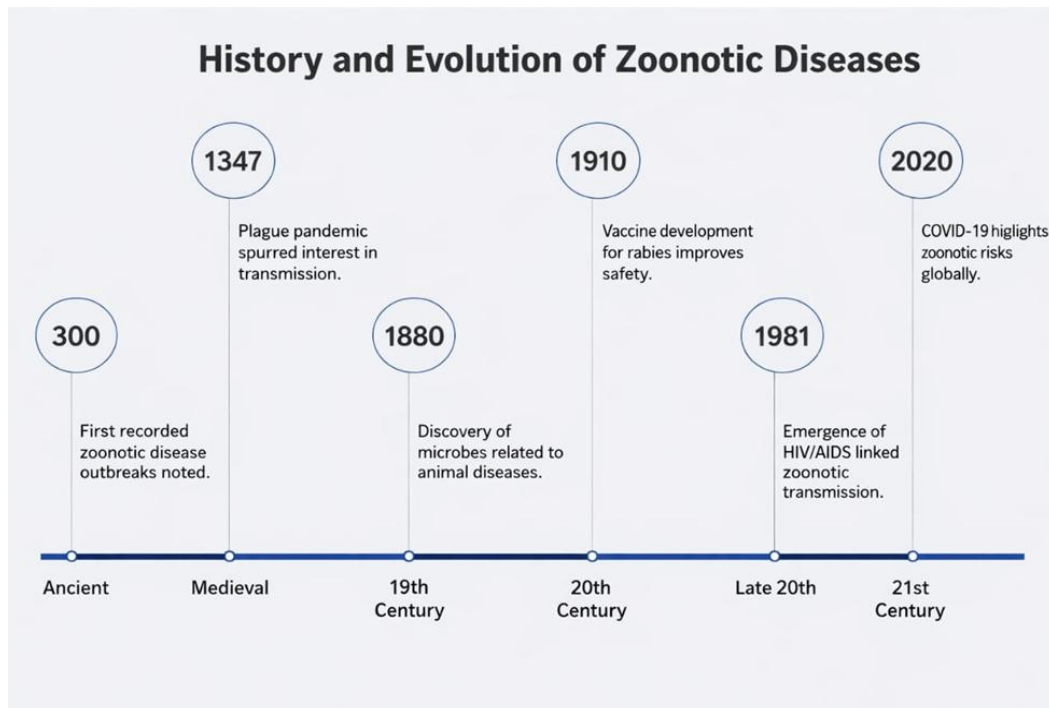 History and Evolution of Zoonotic Diseases
300
First recorded
zoonotic disease
outbreaks noted.
Ancient
1347
Plague pandemic
spurred interest in
transmission.
Medieval
1880
Discovery of
microbes related to
animal diseases.
19th
Century
1910
Vaccine development
for rabies improves
safety.
20th
Century
1981
Emergence of
HIV/AIDS linked
zoonotic
transmission.
Late 20th
2020
COVID-19 higlights
zoonotic risks
globally.
21st
Century